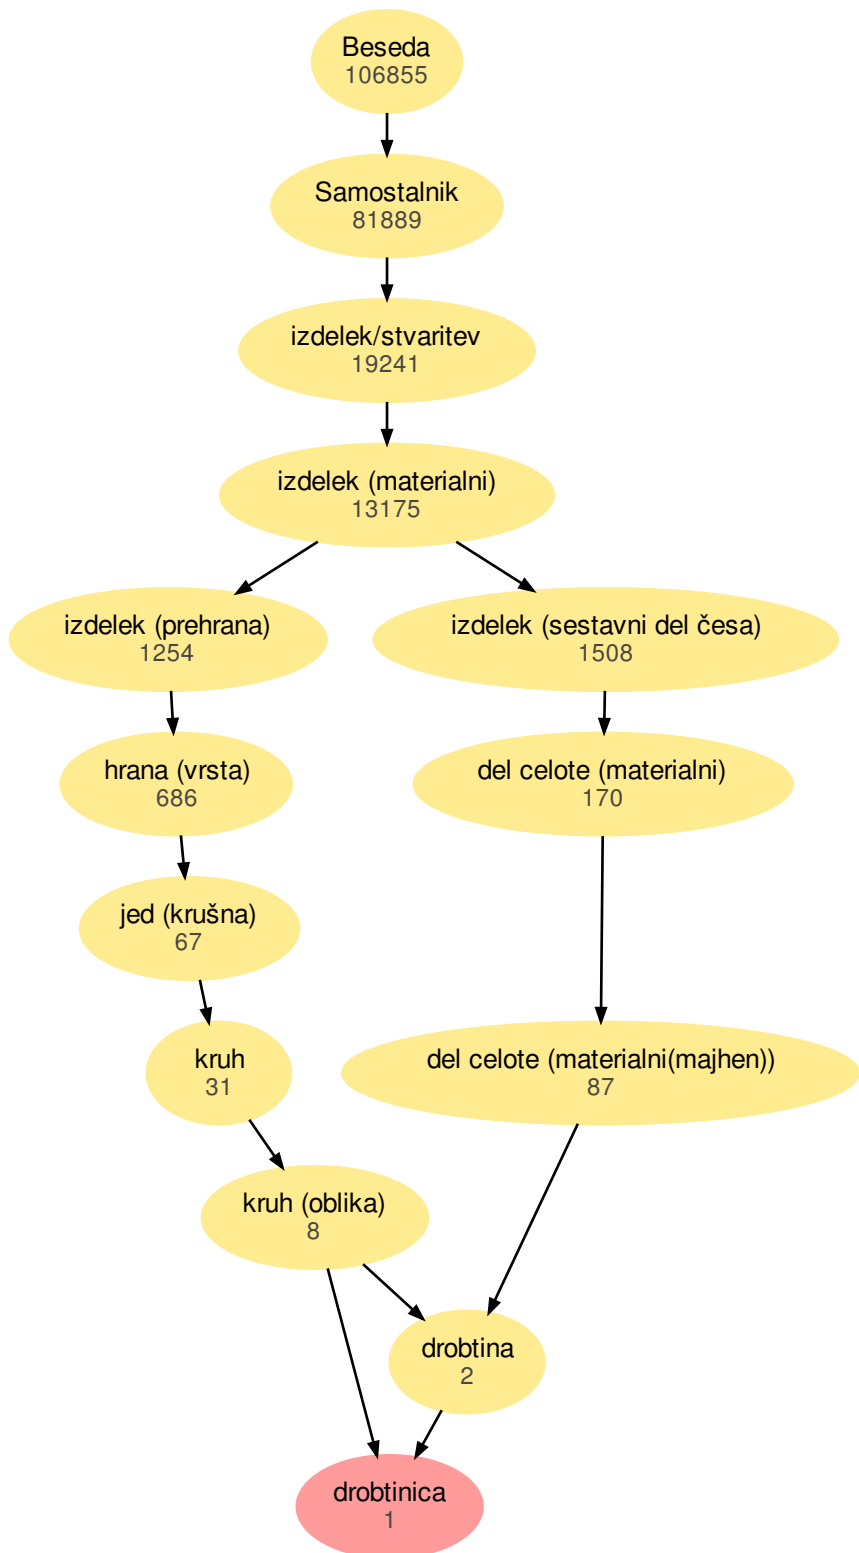 Beseda
106855
Samostalnik
81889
izdelek/stvaritev
19241
izdelek (materialni)
13175
izdelek (prehrana)
1254
izdelek (sestavni del česa)
1508
hrana (vrsta)
686
del celote (materialni)
170
jed (krušna)
67
kruh
31
del celote (materialni(majhen))
87
kruh (oblika)
8
drobtina
2
drobtinica
1